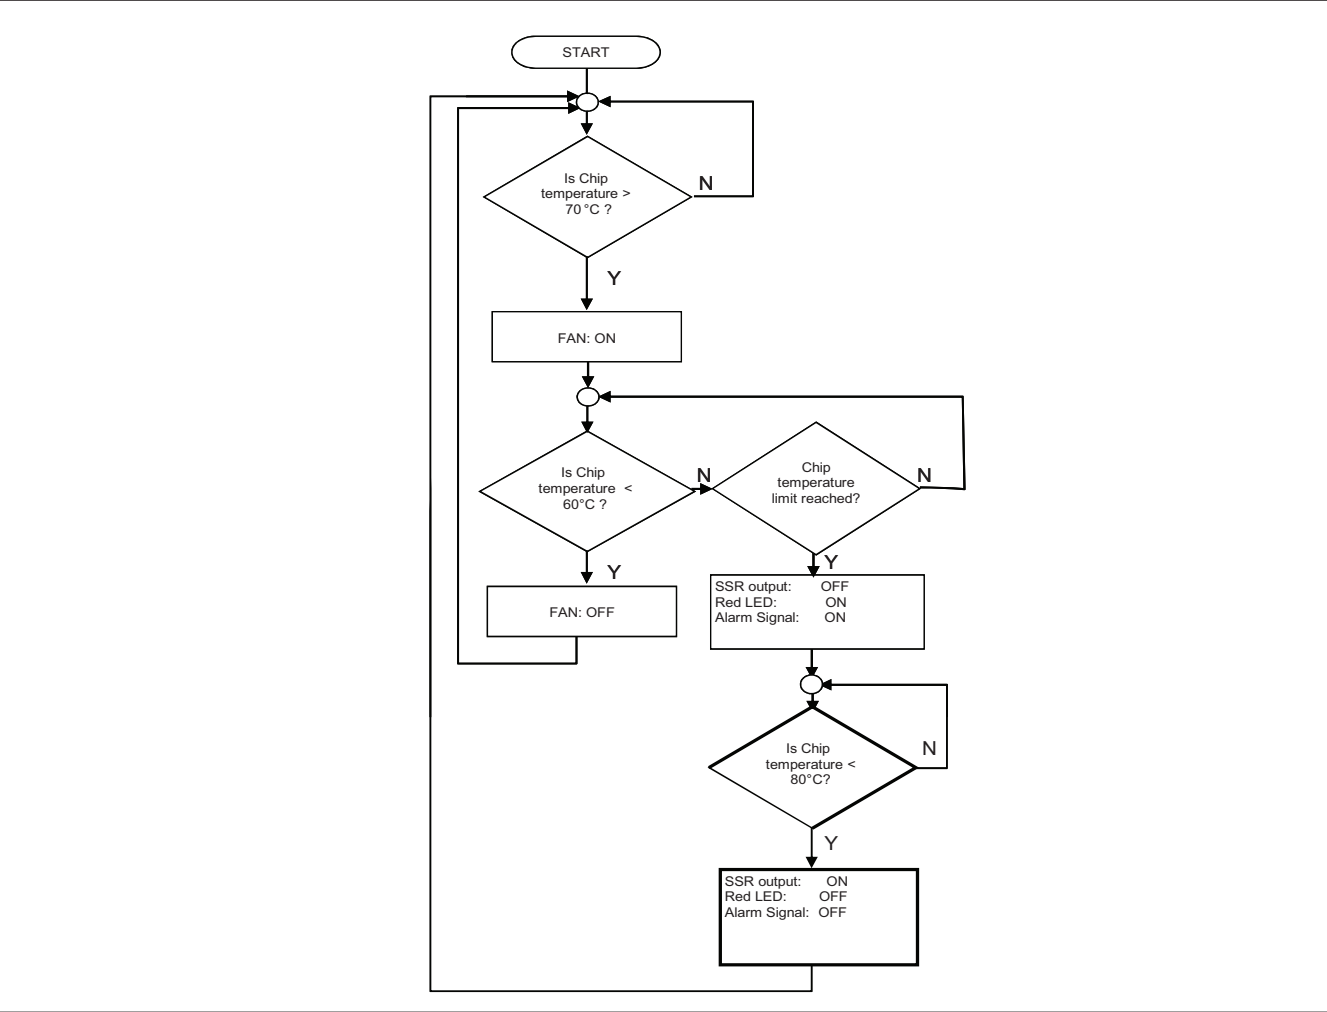 START
Is Chip
temperature >
70°C ?
N
Y
FAN: ON
Is Chip
temperature <
60°C ?
N
Chip
temperature
limit reached?
N
Y
Y
FAN: OFF
SSR output: OFF
Red LED: ON
Alarm Signal: ON
Is Chip
temperature <
80°C?
N
Y
SSR output: ON
Red LED: OFF
Alarm Signal: OFF